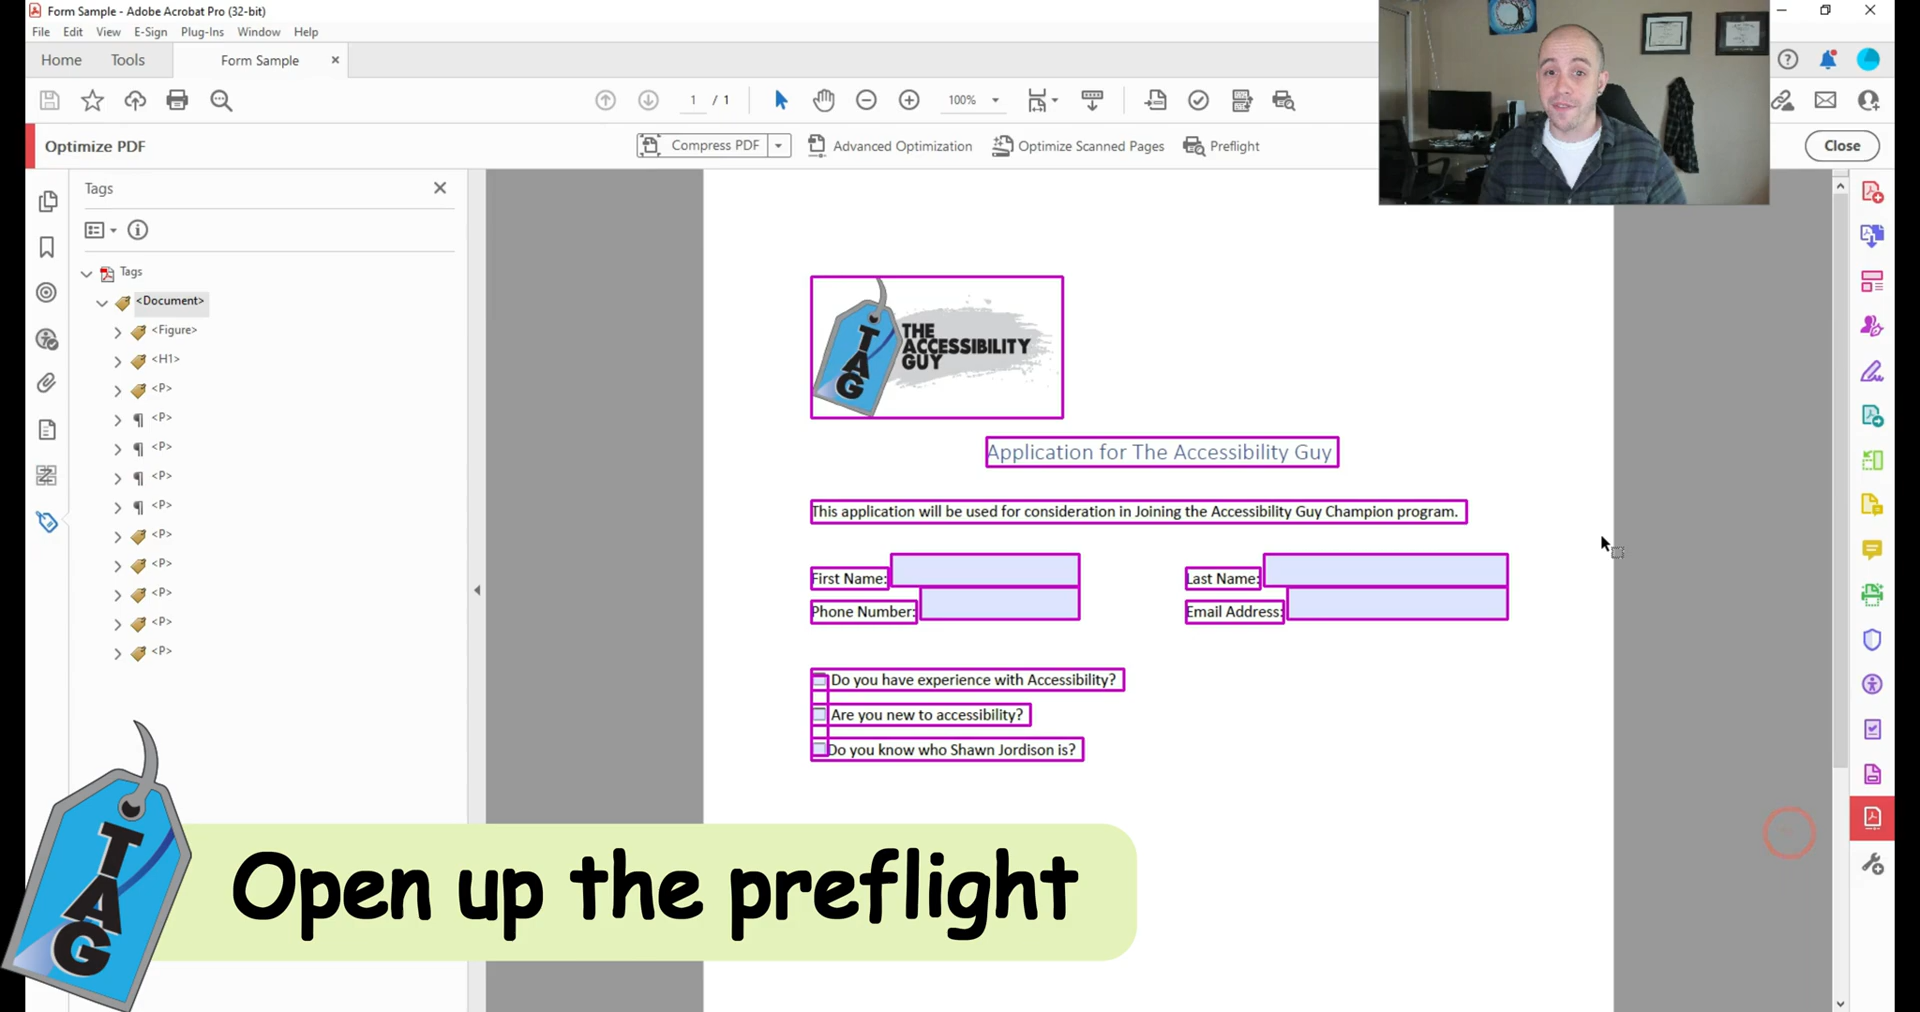 Form Sample - Adobe Acrobat Pro (32-bit)
File Edit View E-Sign Plug-Ins Window Help
Home Tools Form Sample
1 / 1 100%
Optimize PDF Compress PDF Advanced Optimization Optimize Scanned Pages Preflight Close
Tags
Tags
<Document>
<Figure>
<H1>
<P>
<P>
<P>
<P>
<P>
<P>
<P>
<P>
<P>
<P>
TAG
THE
ACCESSIBILITY
GUY
Application for The Accessibility Guy
This application will be used for consideration in Joining the Accessibility Guy Champion program.
First Name: Last Name:
Phone Number: Email Address:
Do you have experience with Accessibility?
Are you new to accessibility?
Do you know who Shawn Jordison is?
TAG
Open up the preflight